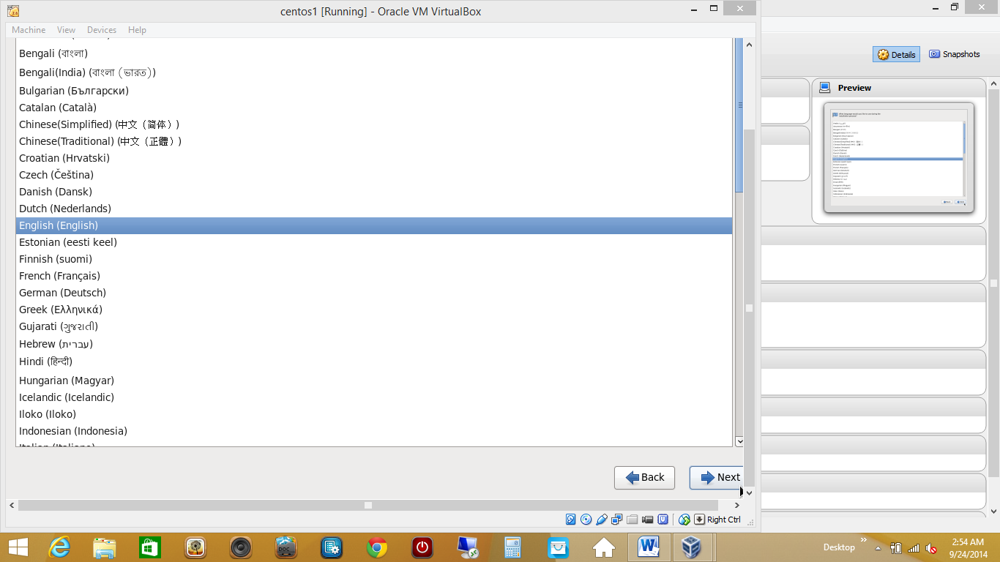 centos1 [Running] - Oracle VM VirtualBox
Machine View Devices Help
Bengali (বাংলা)
Bengali(India) (বাংলা (ভারত))
Bulgarian (Български)
Catalan (Català)
Chinese(Simplified) (中文（简体）)
Chinese(Traditional) (中文（正體）)
Croatian (Hrvatski)
Czech (Čeština)
Danish (Dansk)
Dutch (Nederlands)
English (English)
Estonian (eesti keel)
Finnish (suomi)
French (Français)
German (Deutsch)
Greek (Ελληνικά)
Gujarati (ગુજરાતી)
Hebrew (עברית)
Hindi (हिन्दी)
Hungarian (Magyar)
Icelandic (Icelandic)
Iloko (Iloko)
Indonesian (Indonesia)
Italian (Italiano)
Back
Next
Right Ctrl
Details
Snapshots
Preview
Desktop
2:54 AM
9/24/2014